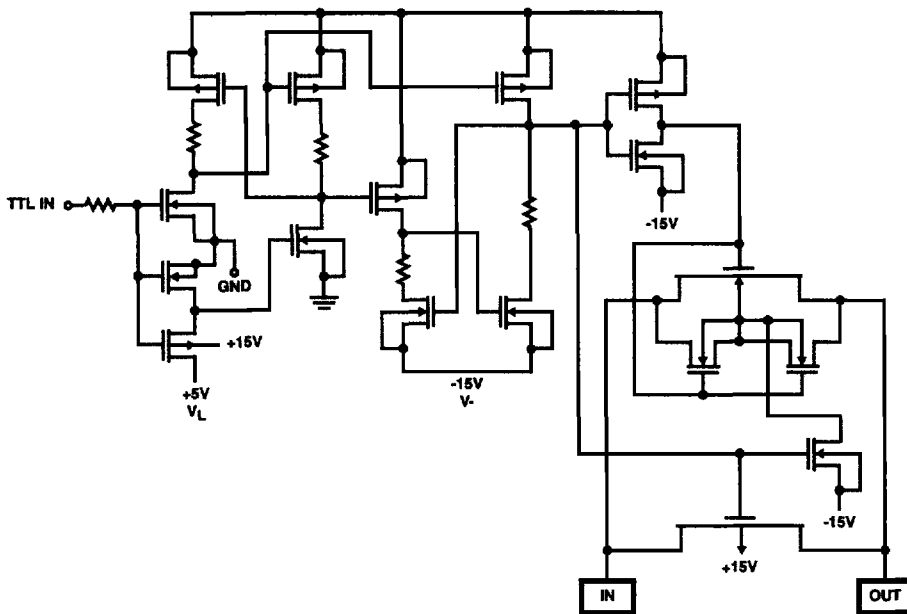 TTL IN
GND
+15V
+5V
VL
-15V
V-
-15V
-15V
+15V
IN
OUT